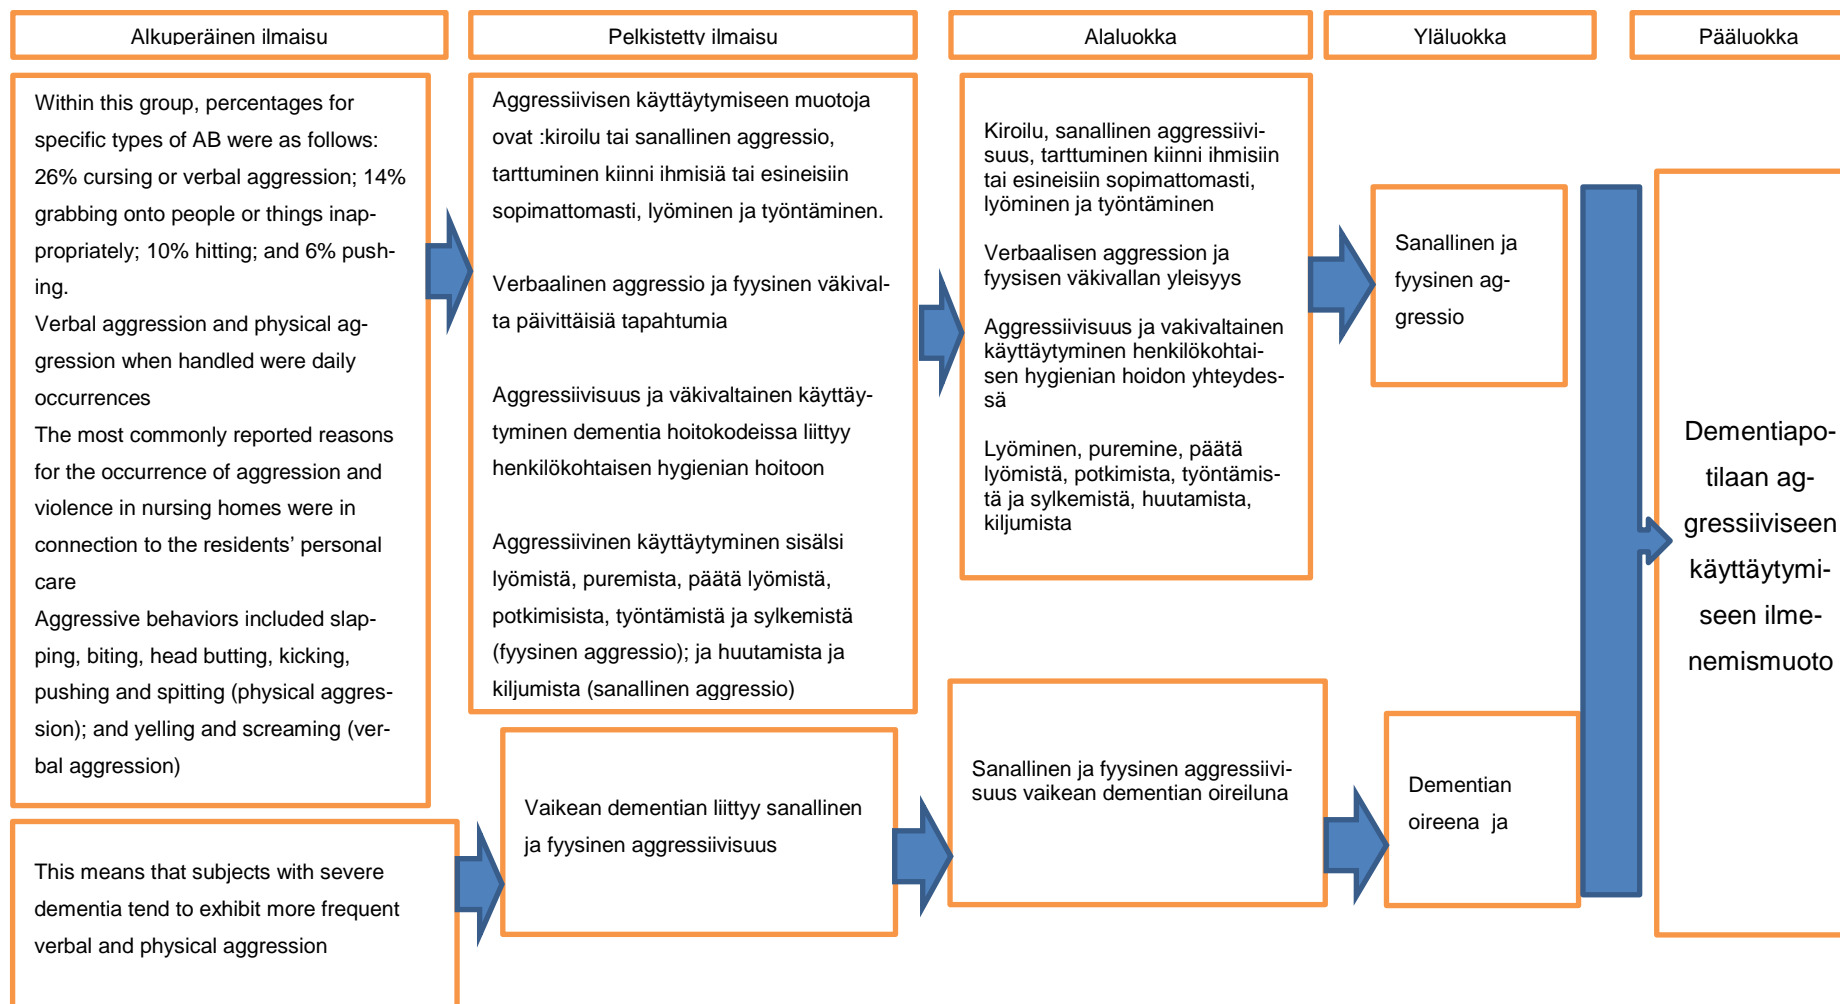 Alkuperäinen ilmaisu
Pelkistetty ilmaisu
Alaluokka
Yläluokka
Pääluokka
Within this group, percentages for
specific types of AB were as follows:
26% cursing or verbal aggression; 14%
grabbing onto people or things inap-
propriately; 10% hitting; and 6% push-
ing.
Verbal aggression and physical ag-
gression when handled were daily
occurrences
The most commonly reported reasons
for the occurrence of aggression and
violence in nursing homes were in
connection to the residents’ personal
care
Aggressive behaviors included slap-
ping, biting, head butting, kicking,
pushing and spitting (physical aggres-
sion); and yelling and screaming (ver-
bal aggression)
Aggressiivisen käyttäytymiseen muotoja
ovat :kiroilu tai sanallinen aggressio,
tarttuminen kiinni ihmisiä tai esineisiin
sopimattomasti, lyöminen ja työntäminen.
Verbaalinen aggressio ja fyysinen väkival-
ta päivittäisiä tapahtumia
Aggressiivisuus ja väkivaltainen käyttäy-
tyminen dementia hoitokodeissa liittyy
henkilökohtaisen hygienian hoitoon
Aggressiivinen käyttäytyminen sisälsi
lyömistä, puremista, päätä lyömistä,
potkimisista, työntämistä ja sylkemistä
(fyysinen aggressio); ja huutamista ja
kiljumista (sanallinen aggressio)
Kiroilu, sanallinen aggressiivi-
suus, tarttuminen kiinni ihmisiin
tai esineisiin sopimattomasti,
lyöminen ja työntäminen
Verbaalisen aggression ja
fyysisen väkivallan yleisyys
Aggressiivisuus ja vakivaltainen
käyttäytyminen henkilökohtai-
sen hygienian hoidon yhteydes-
sä
Lyöminen, puremine, päätä
lyömistä, potkimista, työntämis-
tä ja sylkemistä, huutamista,
kiljumista
Sanallinen ja
fyysinen ag-
gressio
Dementiapo-
tilaan ag-
gressiiviseen
käyttäytymi-
seen ilme-
nemismuoto
This means that subjects with severe
dementia tend to exhibit more frequent
verbal and physical aggression
Vaikean dementian liittyy sanallinen
ja fyysinen aggressiivisuus
Sanallinen ja fyysinen aggressiivi-
suus vaikean dementian oireiluna
Dementian
oireena ja